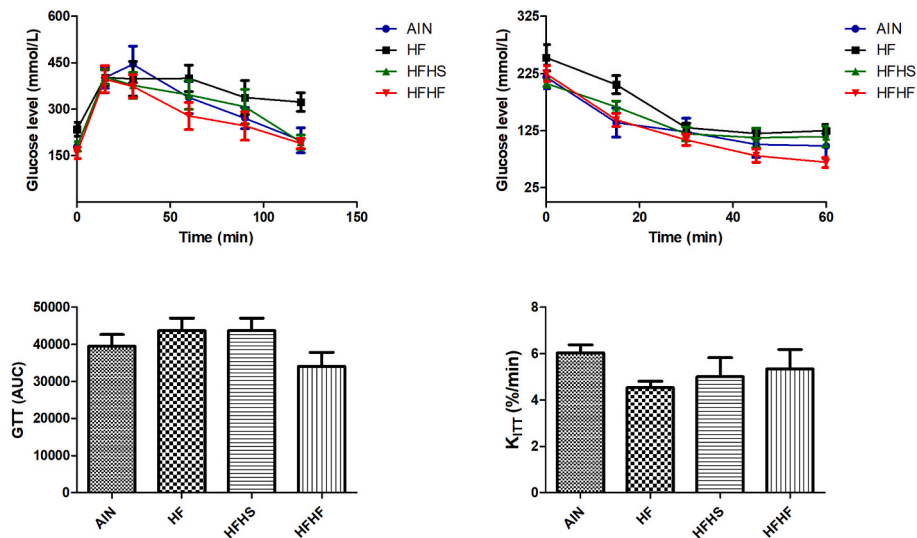 Glucose level (mmol/L)
600
450
300
150
0
50
100
150
Time (min)
AIN
HF
HFHS
HFHF
Glucose level (mmol/L)
325
225
125
25
0
20
40
60
Time (min)
AIN
HF
HFHS
HFHF
GTT (AUC)
50000
40000
30000
20000
10000
0
AIN
HF
HFHS
HFHF
KITT (%/min)
8
6
4
2
0
AIN
HF
HFHS
HFHF